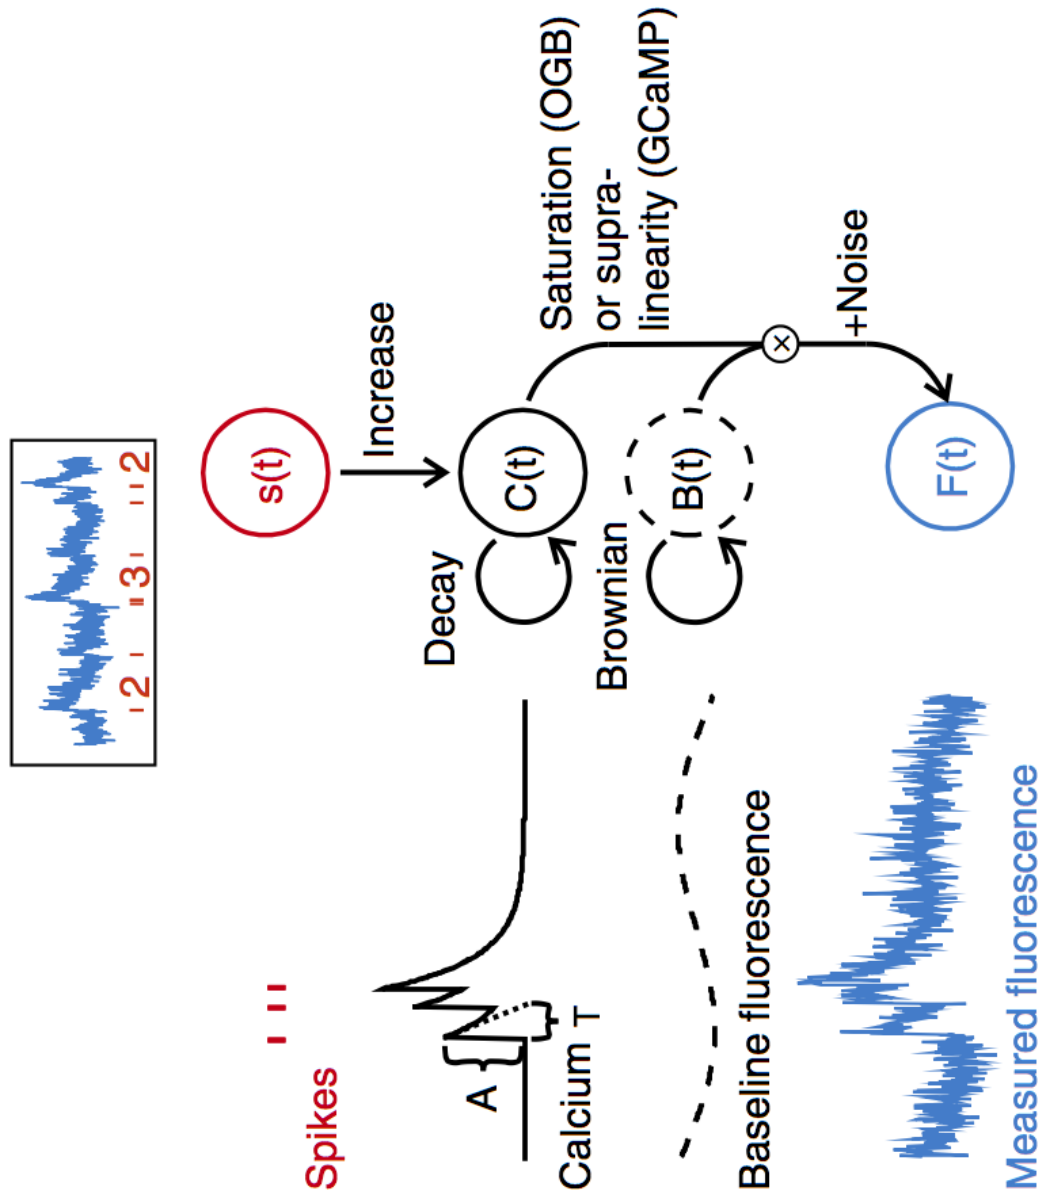 2 3 2
Spikes
s(t)
Increase
A
Calcium
T
Decay
C(t)
Saturation (OGB)
or supra-
linearity (GCaMP)
Brownian
B(t)
Baseline fluorescence
×
+Noise
F(t)
Measured fluorescence